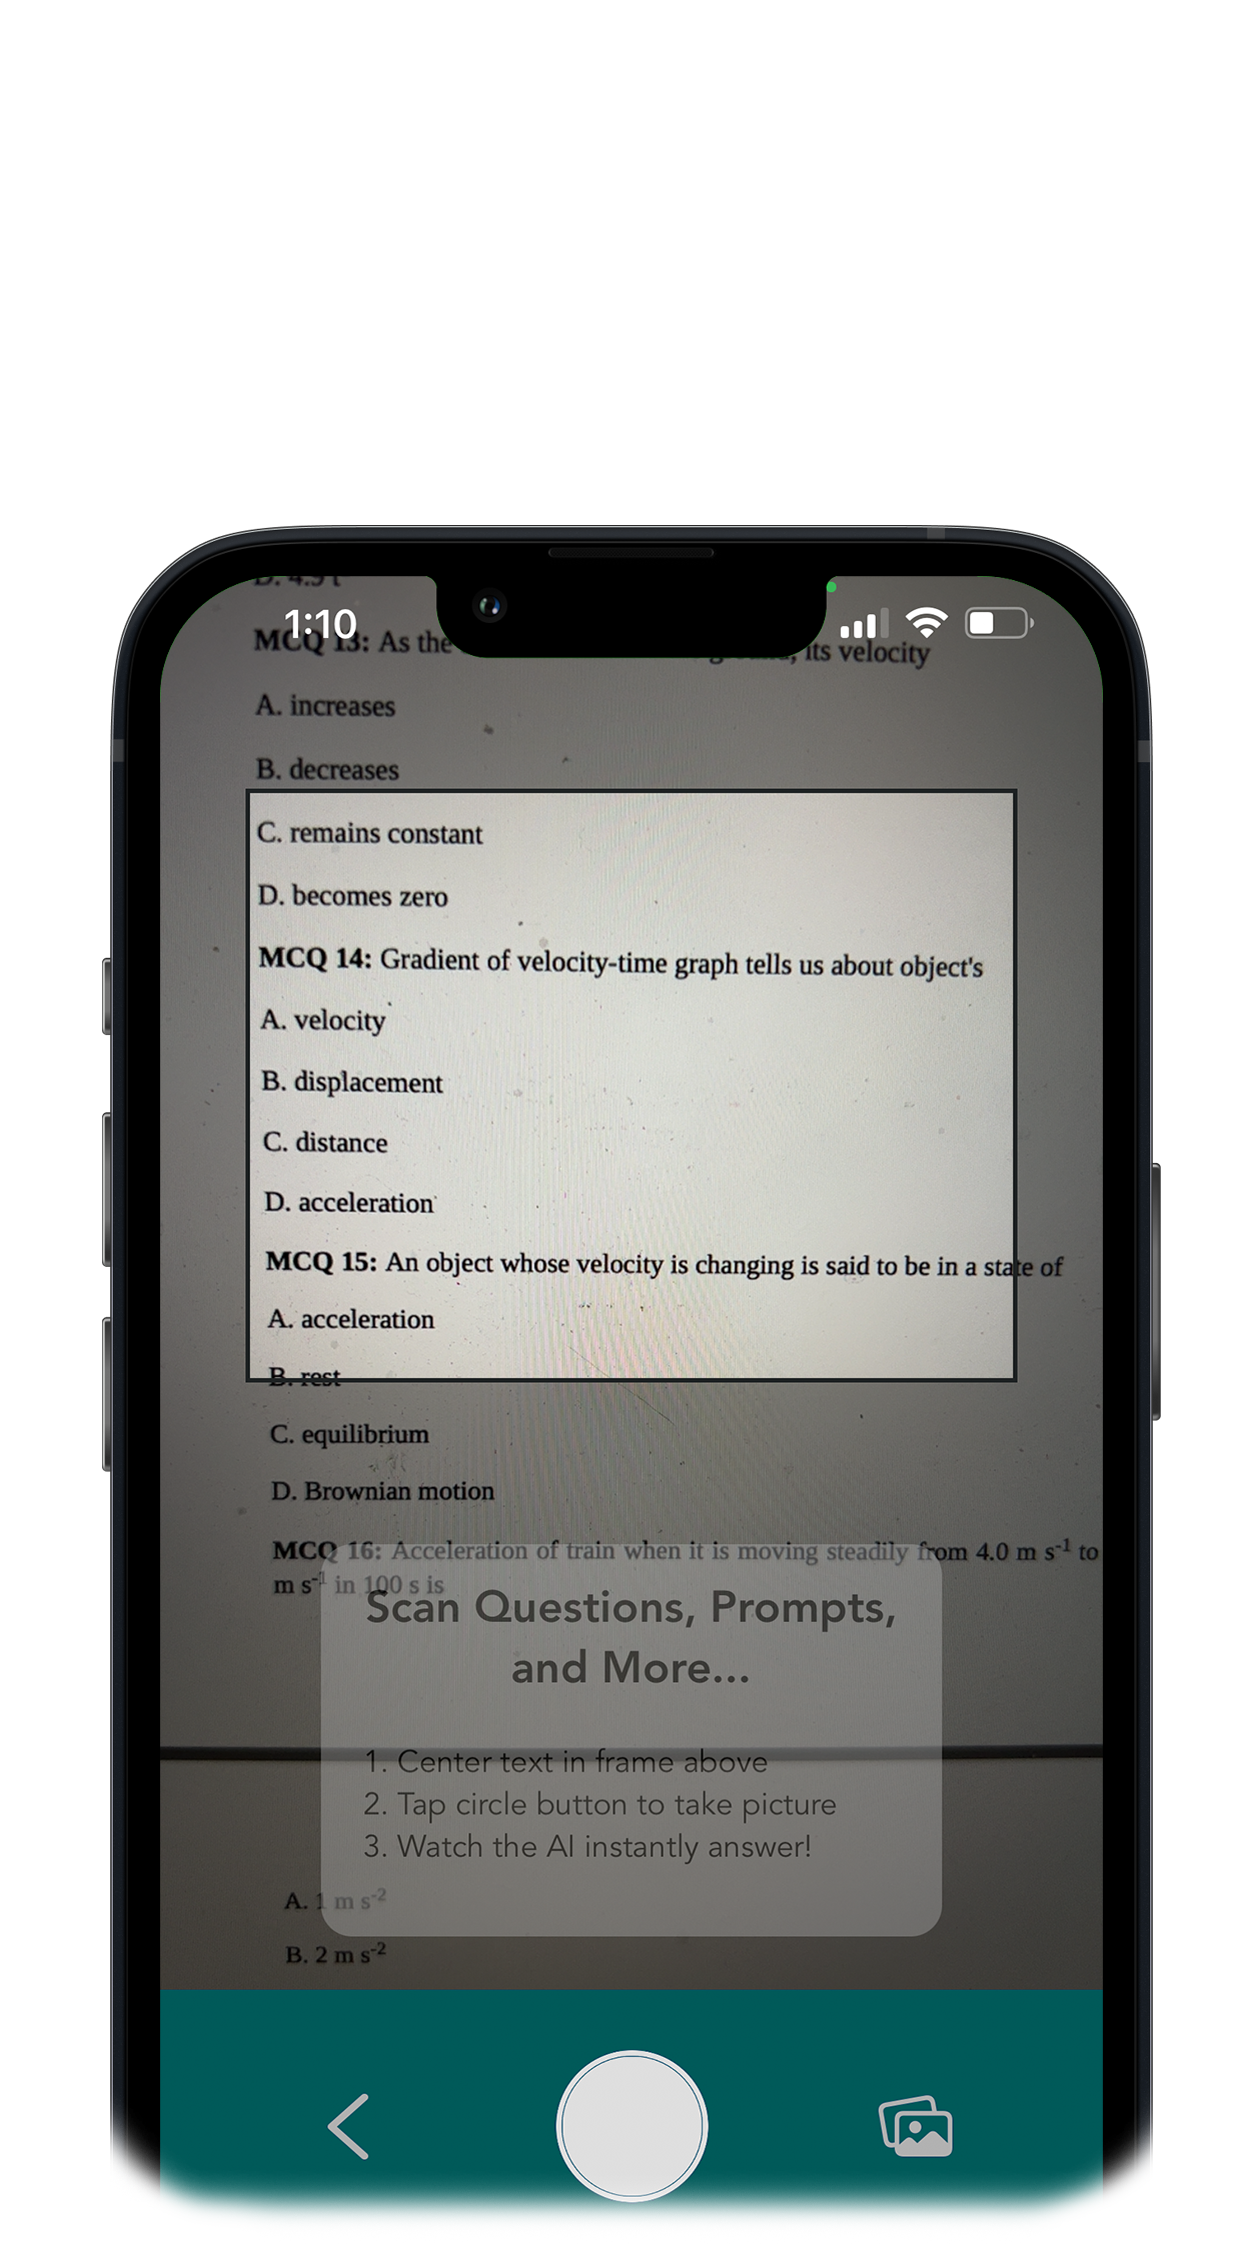 1:10
D. 4.9 t
MCQ 13: As the its velocity
A. increases
B. decreases
C. remains constant
D. becomes zero
MCQ 14: Gradient of velocity-time graph tells us about object's
A. velocity
B. displacement
C. distance
D. acceleration
MCQ 15: An object whose velocity is changing is said to be in a state of
A. acceleration
B. rest
C. equilibrium
D. Brownian motion
MCQ 16: Acceleration of train when it is moving steadily from 4.0 m s⁻¹ to
m s⁻¹ in 100 s is
Scan Questions, Prompts,
and More...
1. Center text in frame above
2. Tap circle button to take picture
3. Watch the AI instantly answer!
A. 1 m s⁻²
B. 2 m s⁻²